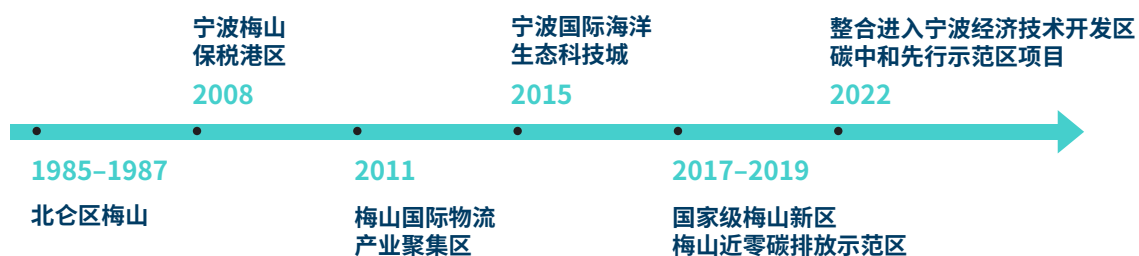 宁波梅山
保税港区
2008
宁波国际海洋
生态科技城
2015
整合进入宁波经济技术开发区
碳中和先行示范区项目
2022
1985–1987
北仑区梅山
2011
梅山国际物流
产业聚集区
2017–2019
国家级梅山新区
梅山近零碳排放示范区